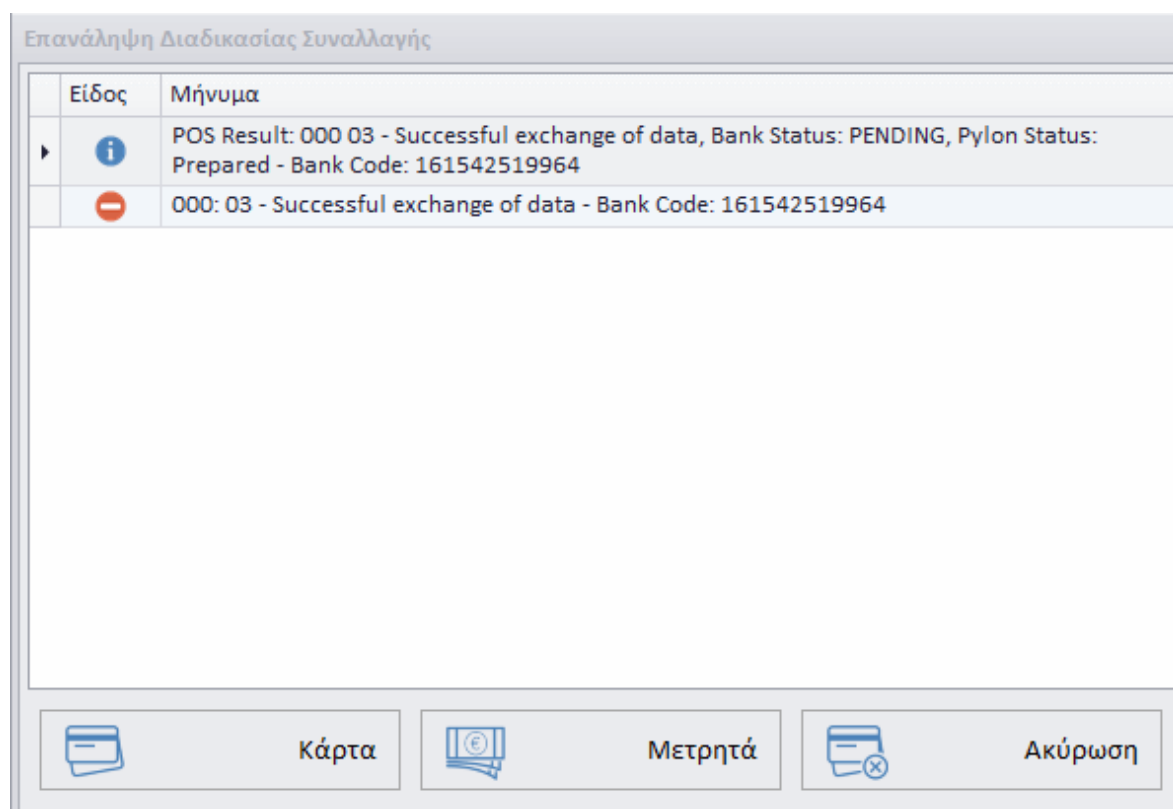 Επανάληψη Διαδικασίας Συναλλαγής
Είδος Μήνυμα
POS Result: 000 03 - Successful exchange of data, Bank Status: PENDING, Pylon Status:
Prepared - Bank Code: 161542519964
000: 03 - Successful exchange of data - Bank Code: 161542519964
Κάρτα Μετρητά Ακύρωση